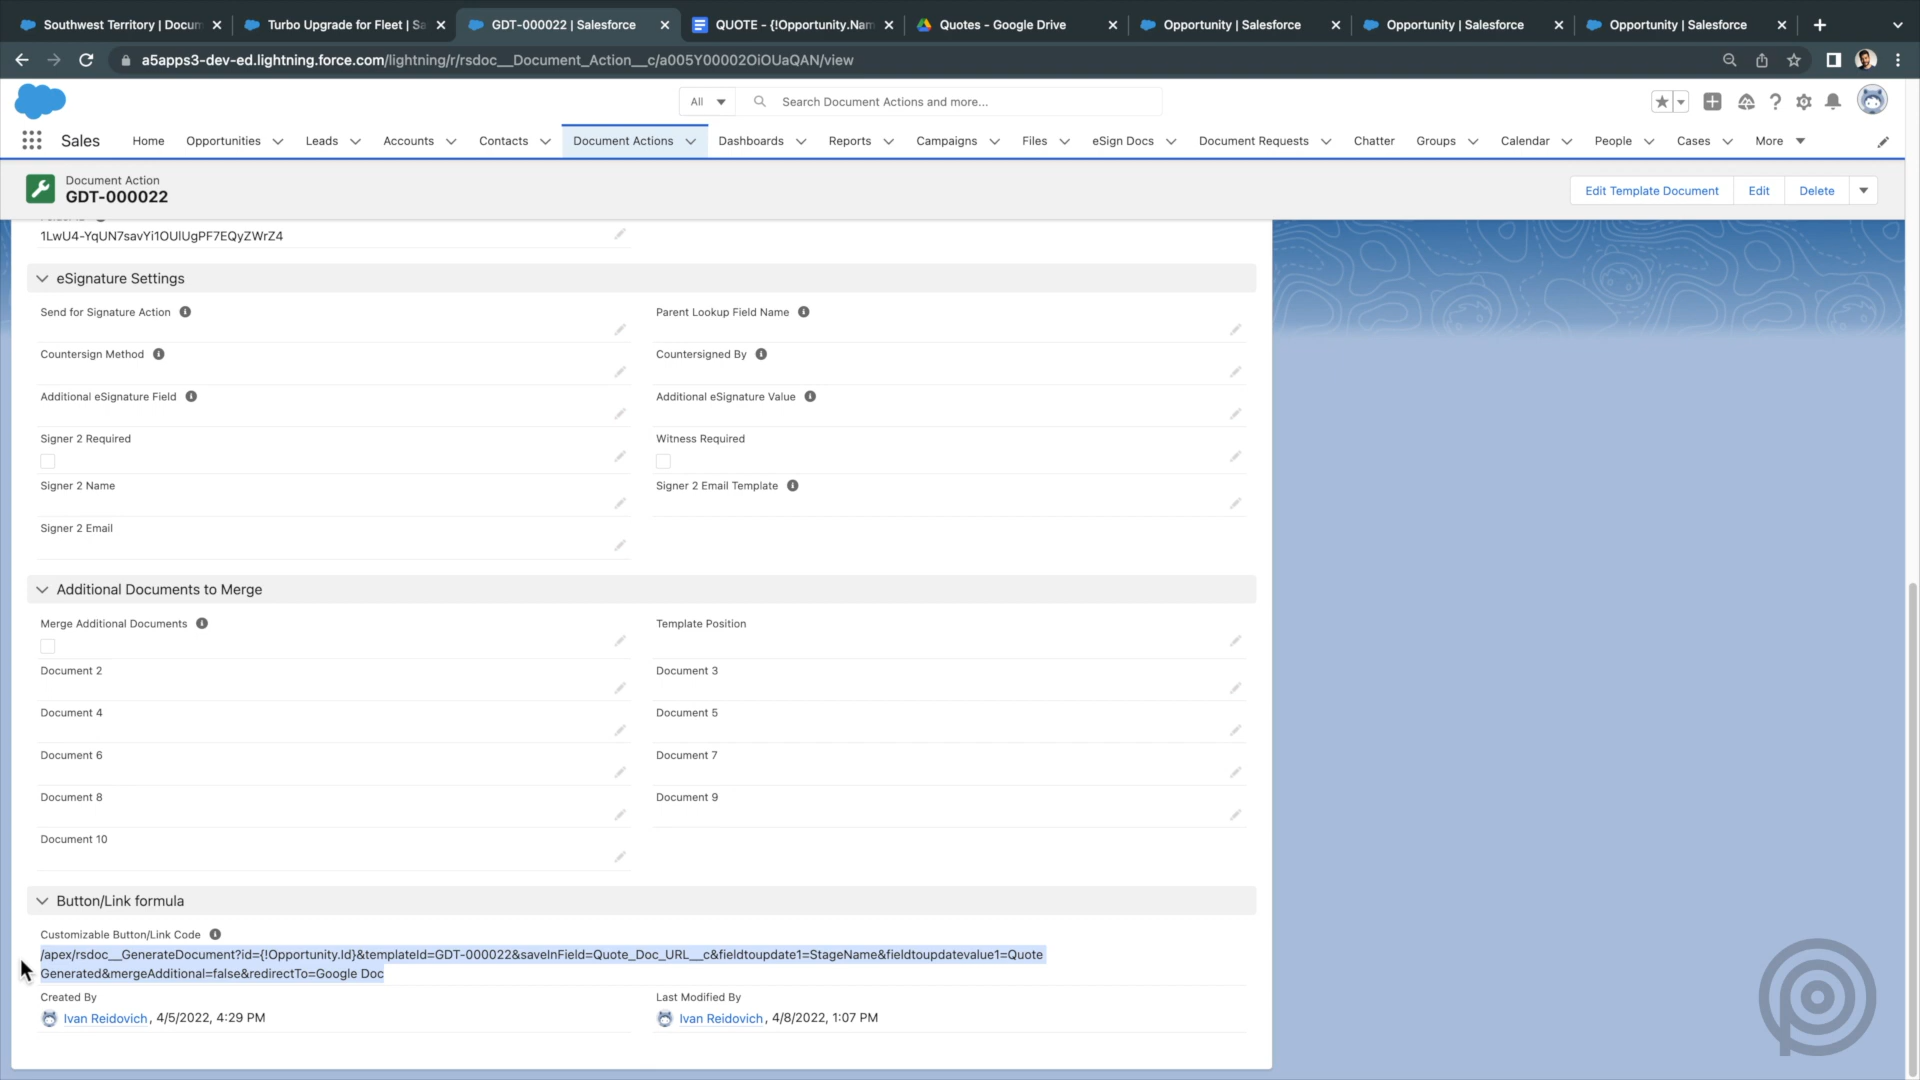 Southwest Territory | Docum
Turbo Upgrade for Fleet | Sa
GDT-000022 | Salesforce
QUOTE - {!Opportunity.Nam
Quotes - Google Drive
Opportunity | Salesforce
Opportunity | Salesforce
Opportunity | Salesforce
a5apps3-dev-ed.lightning.force.com/lightning/r/rsdoc__Document_Action__c/a005Y00002OiOUaQAN/view
All
Search Document Actions and more...
Sales
Home
Opportunities
Leads
Accounts
Contacts
Document Actions
Dashboards
Reports
Campaigns
Files
eSign Docs
Document Requests
Chatter
Groups
Calendar
People
Cases
More
Document Action
GDT-000022
Edit Template Document
Edit
Delete
1LwU4-YqUN7savYi1OUlUgPF7EQyZWrZ4
eSignature Settings
Send for Signature Action
Parent Lookup Field Name
Countersign Method
Countersigned By
Additional eSignature Field
Additional eSignature Value
Signer 2 Required
Witness Required
Signer 2 Name
Signer 2 Email Template
Signer 2 Email
Additional Documents to Merge
Merge Additional Documents
Template Position
Document 2
Document 3
Document 4
Document 5
Document 6
Document 7
Document 8
Document 9
Document 10
Button/Link formula
Customizable Button/Link Code
/apex/rsdoc__GenerateDocument?id={!Opportunity.Id}&templateId=GDT-000022&saveInField=Quote_Doc_URL__c&fieldtoupdate1=StageName&fieldtoupdatevalue1=Quote
Generated&mergeAdditional=false&redirectTo=Google Doc
Created By
Last Modified By
Ivan Reidovich, 4/5/2022, 4:29 PM
Ivan Reidovich, 4/8/2022, 1:07 PM